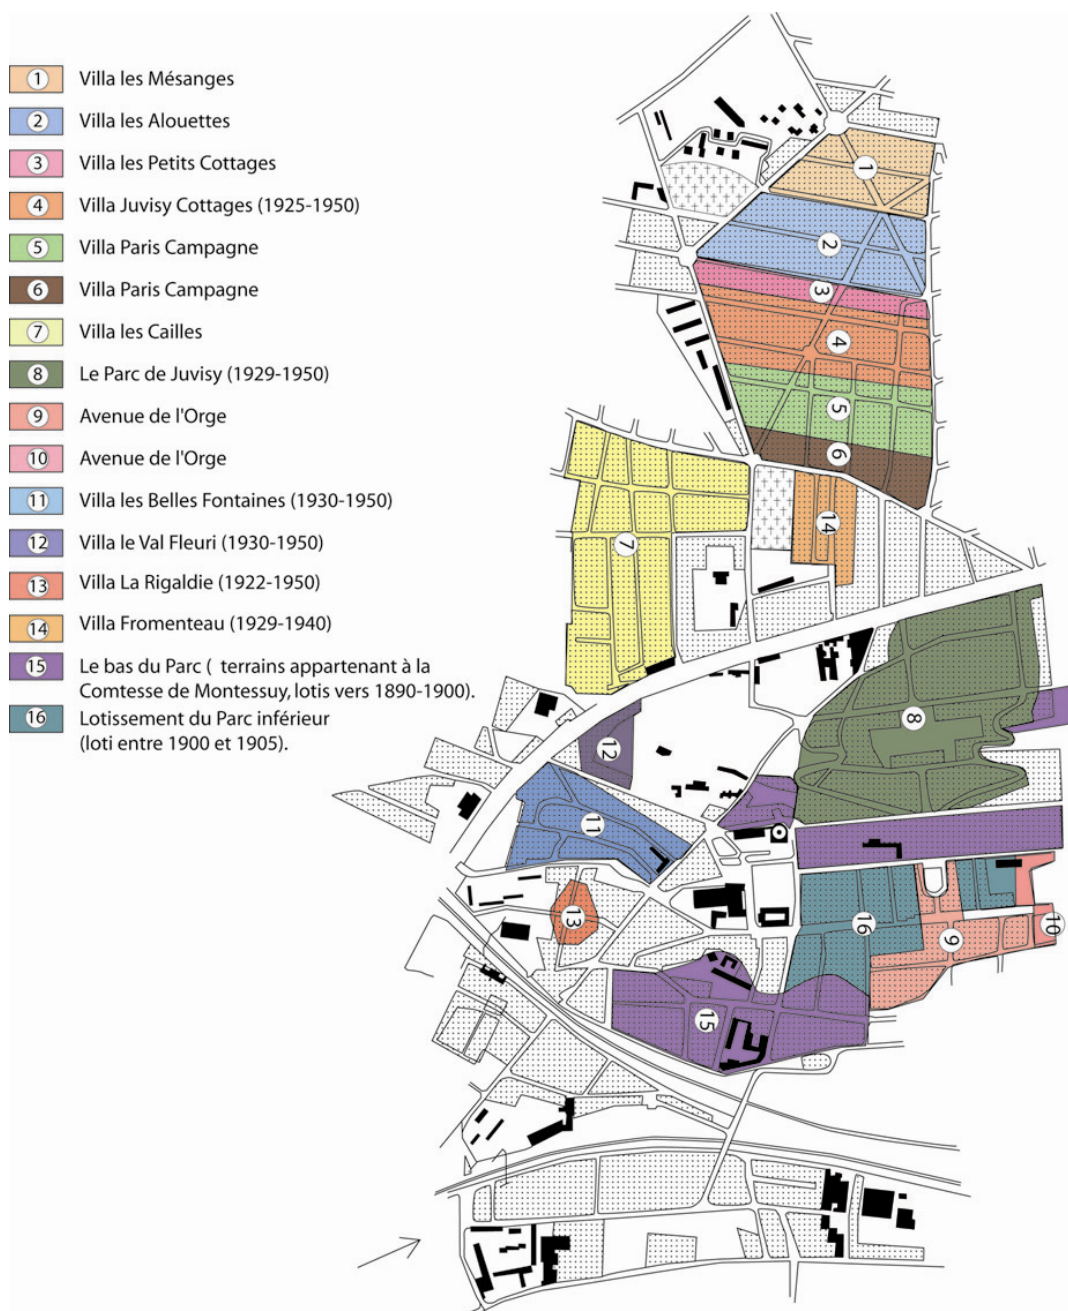 1 Villa les Mésanges
2 Villa les Alouettes
3 Villa les Petits Cottages
4 Villa Juvisy Cottages (1925-1950)
5 Villa Paris Campagne
6 Villa Paris Campagne
7 Villa les Cailles
8 Le Parc de Juvisy (1929-1950)
9 Avenue de l'Orge
10 Avenue de l'Orge
11 Villa les Belles Fontaines (1930-1950)
12 Villa le Val Fleuri (1930-1950)
13 Villa La Rigaldie (1922-1950)
14 Villa Fromenteau (1929-1940)
15 Le bas du Parc ( terrains appartenant à la
Comtesse de Montessuy, lotis vers 1890-1900).
16 Lotissement du Parc inférieur
(loti entre 1900 et 1905).
1
2
3
4
5
6
14
7
8
12
11
13
16
9
10
15